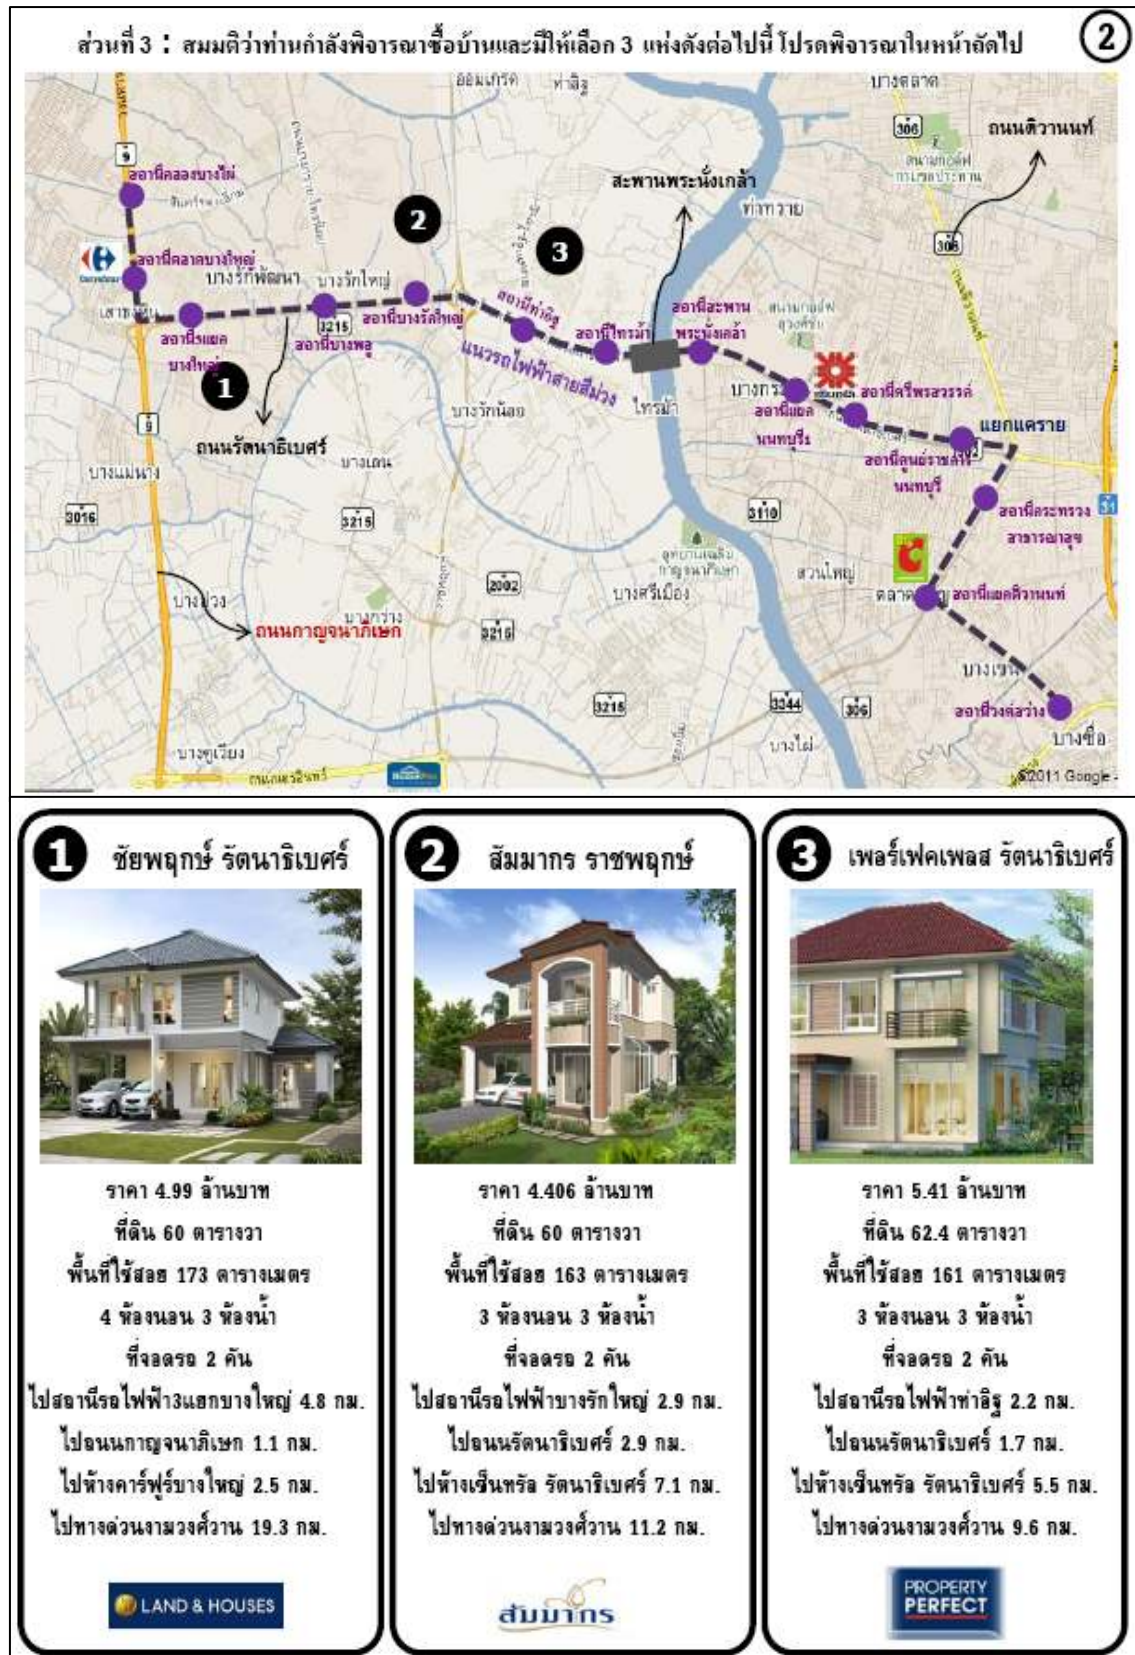 ส่วนที่ 3 : สมมติว่าท่านกำลังพิจารณาซื้อบ้านและมีให้เลือก 3 แห่งดังต่อไปนี้ โปรดพิจารณาในหน้าถัดไป
2
ท่าอิฐ
บางตลาด
306
ถนนติวานนท์
9
สถานีคลองบางไผ่
สะพานพระนั่งเกล้า
ท่าทราย
2
3
306
สถานีตลาดบางใหญ่
บางรักพัฒนา
บางรักใหญ่
3215
สถานีบางรักใหญ่
สถานีท่าอิฐ
สถานีไทรม้า
สถานีสะพาน
พระนั่งเกล้า
สถานี3แยก
บางใหญ่
สถานีบางพลู
แนวรถไฟฟ้าสายสีม่วง
ไทรม้า
1
9
ถนนรัตนาธิเบศร์
บางรักน้อย
สถานีแยก
นนทบุรี1
สถานีศรีพรสวรรค์
แยกแคราย
สถานีศูนย์ราชการ
นนทบุรี
บางแม่นาง
บางเลน
3016
3215
3110
สถานีกระทรวง
สาธารณสุข
2002
บางศรีเมือง
สวนใหญ่
สถานีแยกติวานนท์
บางม่วง
บางกร่าง
ถนนกาญจนาภิเษก
3215
บางเขน
3215
3344
306
สถานีวงศ์สว่าง
บางซื่อ
บางคูเวียง
บางไผ่
©2011 Google -
1 ชัยพฤกษ์ รัตนาธิเบศร์
ราคา 4.99 ล้านบาท
ที่ดิน 60 ตารางวา
พื้นที่ใช้สอย 173 ตารางเมตร
4 ห้องนอน 3 ห้องน้ำ
ที่จอดรถ 2 คัน
ไปสถานีรถไฟฟ้า3แยกบางใหญ่ 4.8 กม.
ไปถนนกาญจนาภิเษก 1.1 กม.
ไปห้างคาร์ฟูร์บางใหญ่ 2.5 กม.
ไปทางด่วนงามวงศ์วาน 19.3 กม.
LAND & HOUSES
2 สัมมากร ราชพฤกษ์
ราคา 4.406 ล้านบาท
ที่ดิน 60 ตารางวา
พื้นที่ใช้สอย 163 ตารางเมตร
3 ห้องนอน 3 ห้องน้ำ
ที่จอดรถ 2 คัน
ไปสถานีรถไฟฟ้าบางรักใหญ่ 2.9 กม.
ไปถนนรัตนาธิเบศร์ 2.9 กม.
ไปห้างเซ็นทรัล รัตนาธิเบศร์ 7.1 กม.
ไปทางด่วนงามวงศ์วาน 11.2 กม.
สัมมากร
3 เพอร์เฟคเพลส รัตนาธิเบศร์
ราคา 5.41 ล้านบาท
ที่ดิน 62.4 ตารางวา
พื้นที่ใช้สอย 161 ตารางเมตร
3 ห้องนอน 3 ห้องน้ำ
ที่จอดรถ 2 คัน
ไปสถานีรถไฟฟ้าท่าอิฐ 2.2 กม.
ไปถนนรัตนาธิเบศร์ 1.7 กม.
ไปห้างเซ็นทรัล รัตนาธิเบศร์ 5.5 กม.
ไปทางด่วนงามวงศ์วาน 9.6 กม.
PROPERTY
PERFECT